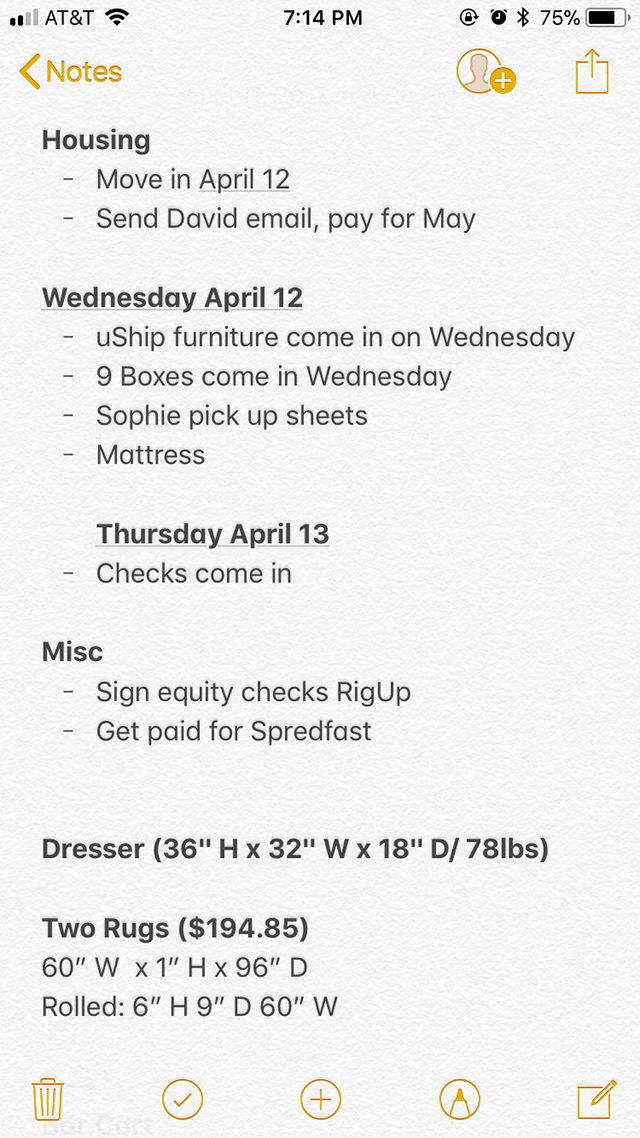 AT&T 7:14 PM 75%
Notes
Housing
- Move in April 12
- Send David email, pay for May
Wednesday April 12
- uShip furniture come in on Wednesday
- 9 Boxes come in Wednesday
- Sophie pick up sheets
- Mattress
Thursday April 13
- Checks come in
Misc
- Sign equity checks RigUp
- Get paid for Spredfast
Dresser (36" H x 32" W x 18" D/ 78lbs)
Two Rugs ($194.85)
60” W  x 1” H x 96” D
Rolled: 6” H 9” D 60” W
Bar Cart